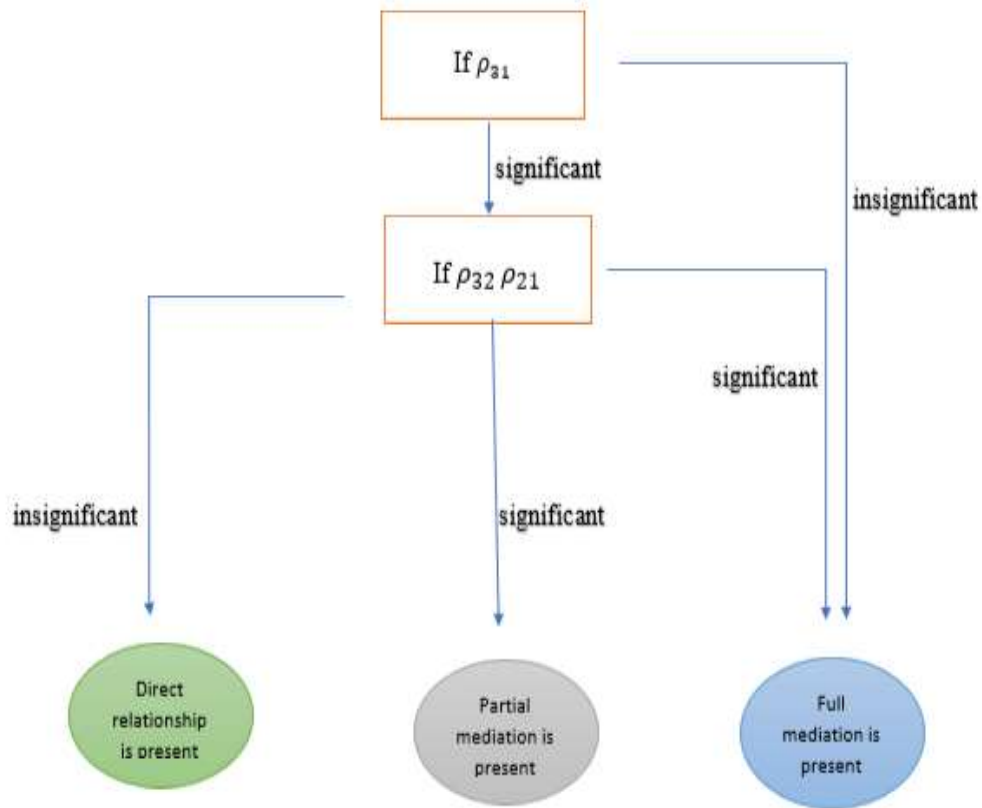 If ρ₃₁
significant
insignificant
If ρ₃₂ ρ₂₁
significant
insignificant
significant
Direct
relationship
is present
Partial
mediation is
present
Full
mediation is
present